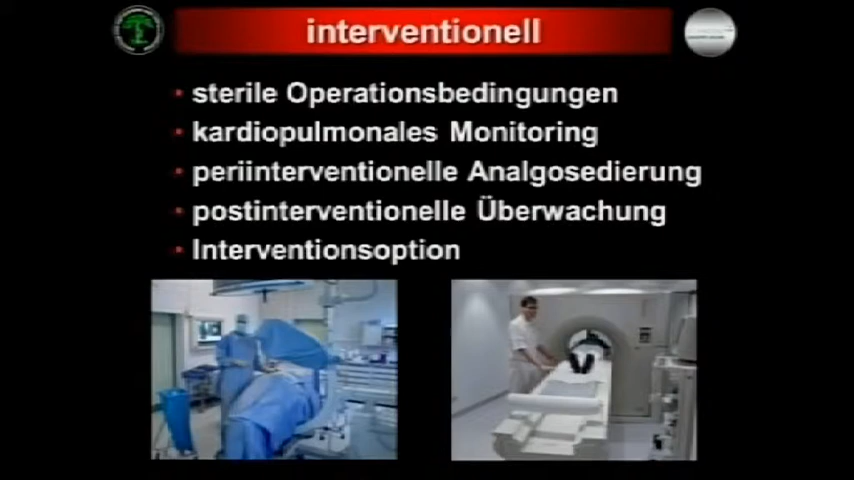 interventionell
sterile Operationsbedingungen
kardiopulmonales Monitoring
periinterventionelle Analgosedierung
postinterventionelle Überwachung
Interventionsoption